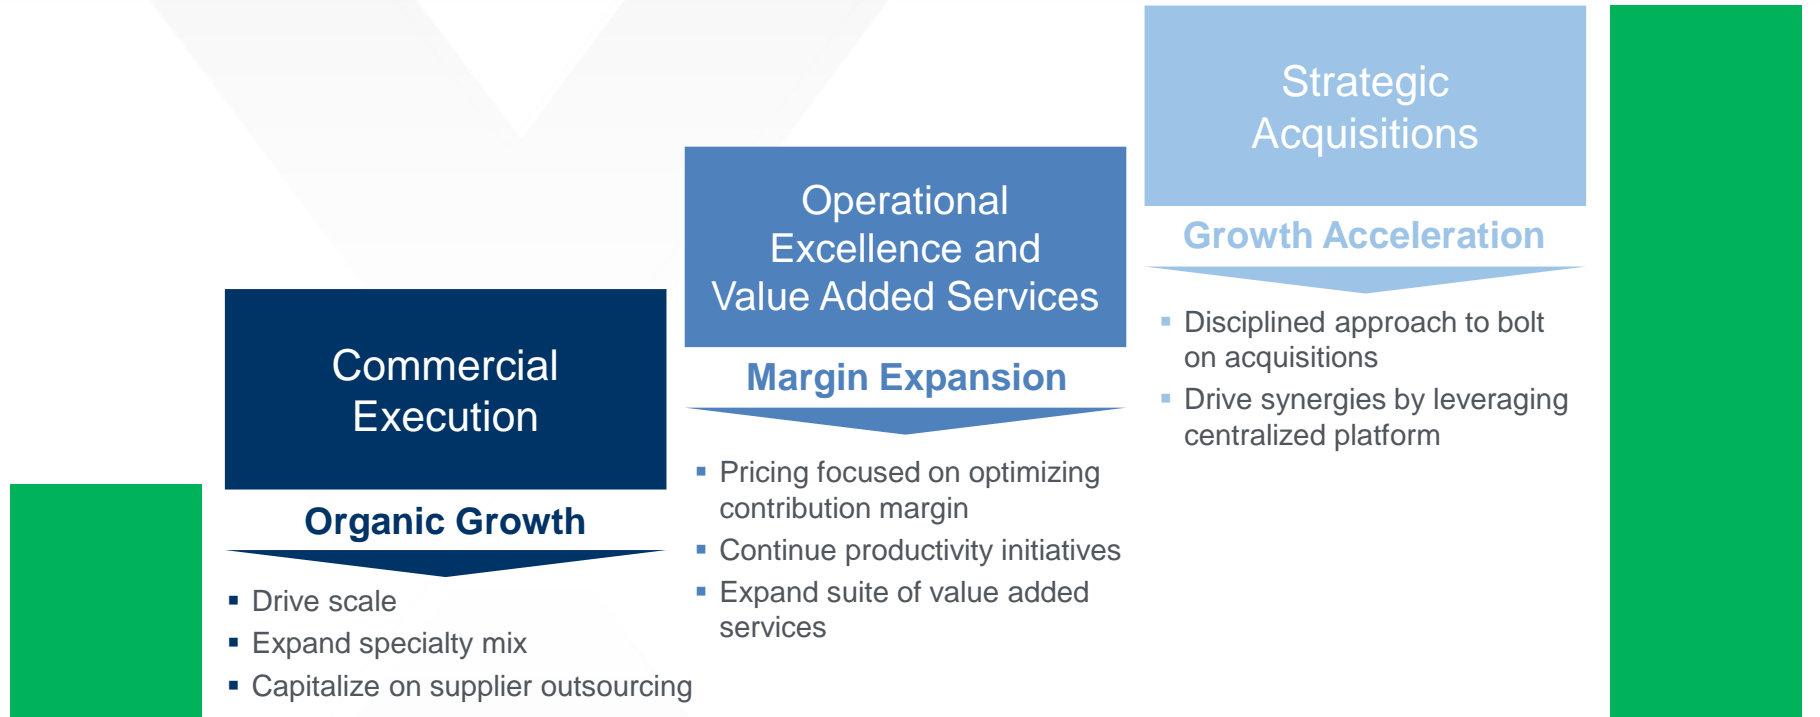 Commercial
Execution
Organic Growth
▪ Drive scale
▪ Expand specialty mix
▪ Capitalize on supplier outsourcing
Operational
Excellence and
Value Added Services
Margin Expansion
▪ Pricing focused on optimizing
contribution margin
▪ Continue productivity initiatives
▪ Expand suite of value added
services
Strategic
Acquisitions
Growth Acceleration
▪ Disciplined approach to bolt
on acquisitions
▪ Drive synergies by leveraging
centralized platform